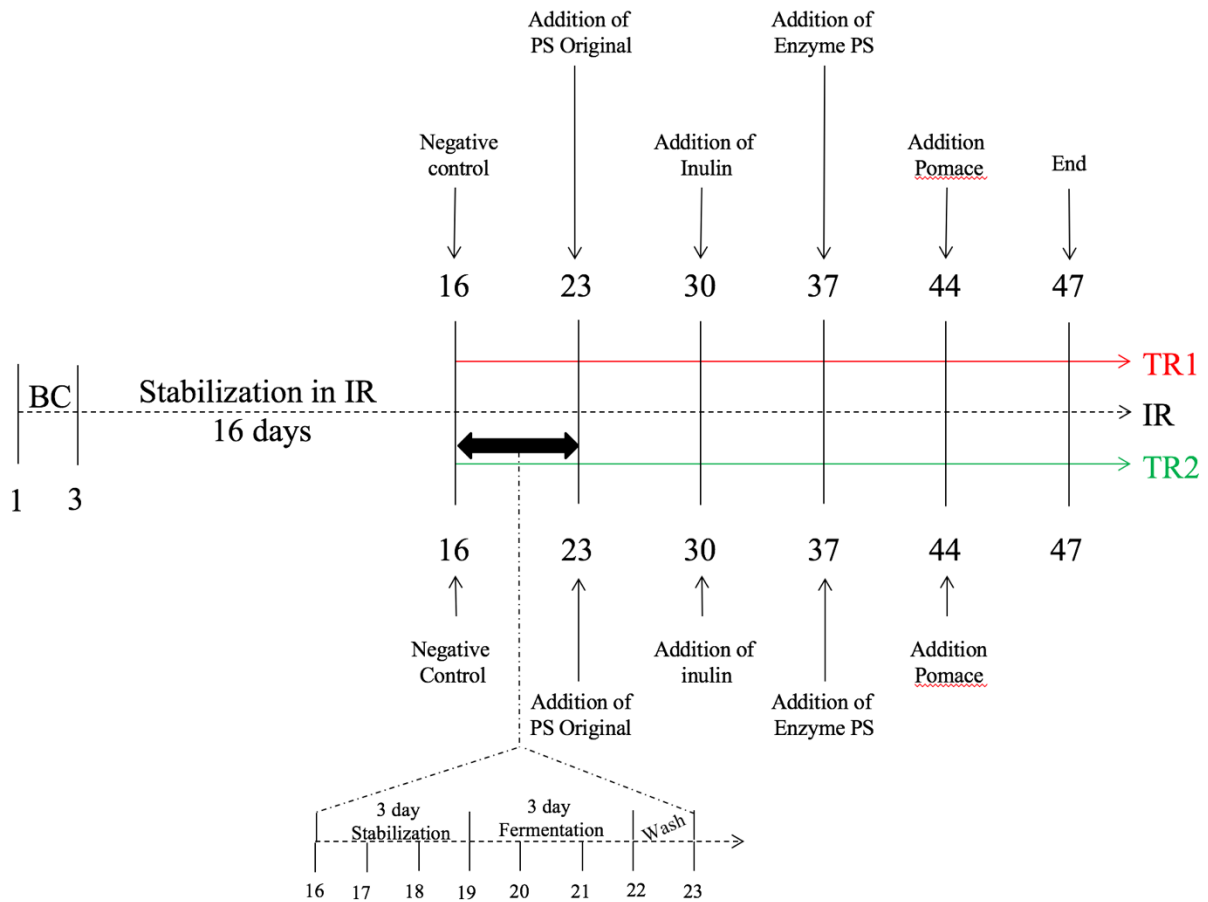 Addition of
PS Original
Addition of
Enzyme PS
Negative
control
Addition of
Inulin
Addition
Pomace
End
16
23
30
37
44
47
TR1
BC
Stabilization in IR
16 days
IR
TR2
1
3
16
23
30
37
44
47
Negative
Control
Addition of
inulin
Addition
Pomace
Addition of
PS Original
Addition of
Enzyme PS
3 day
Stabilization
3 day
Fermentation
Wash
16
17
18
19
20
21
22
23